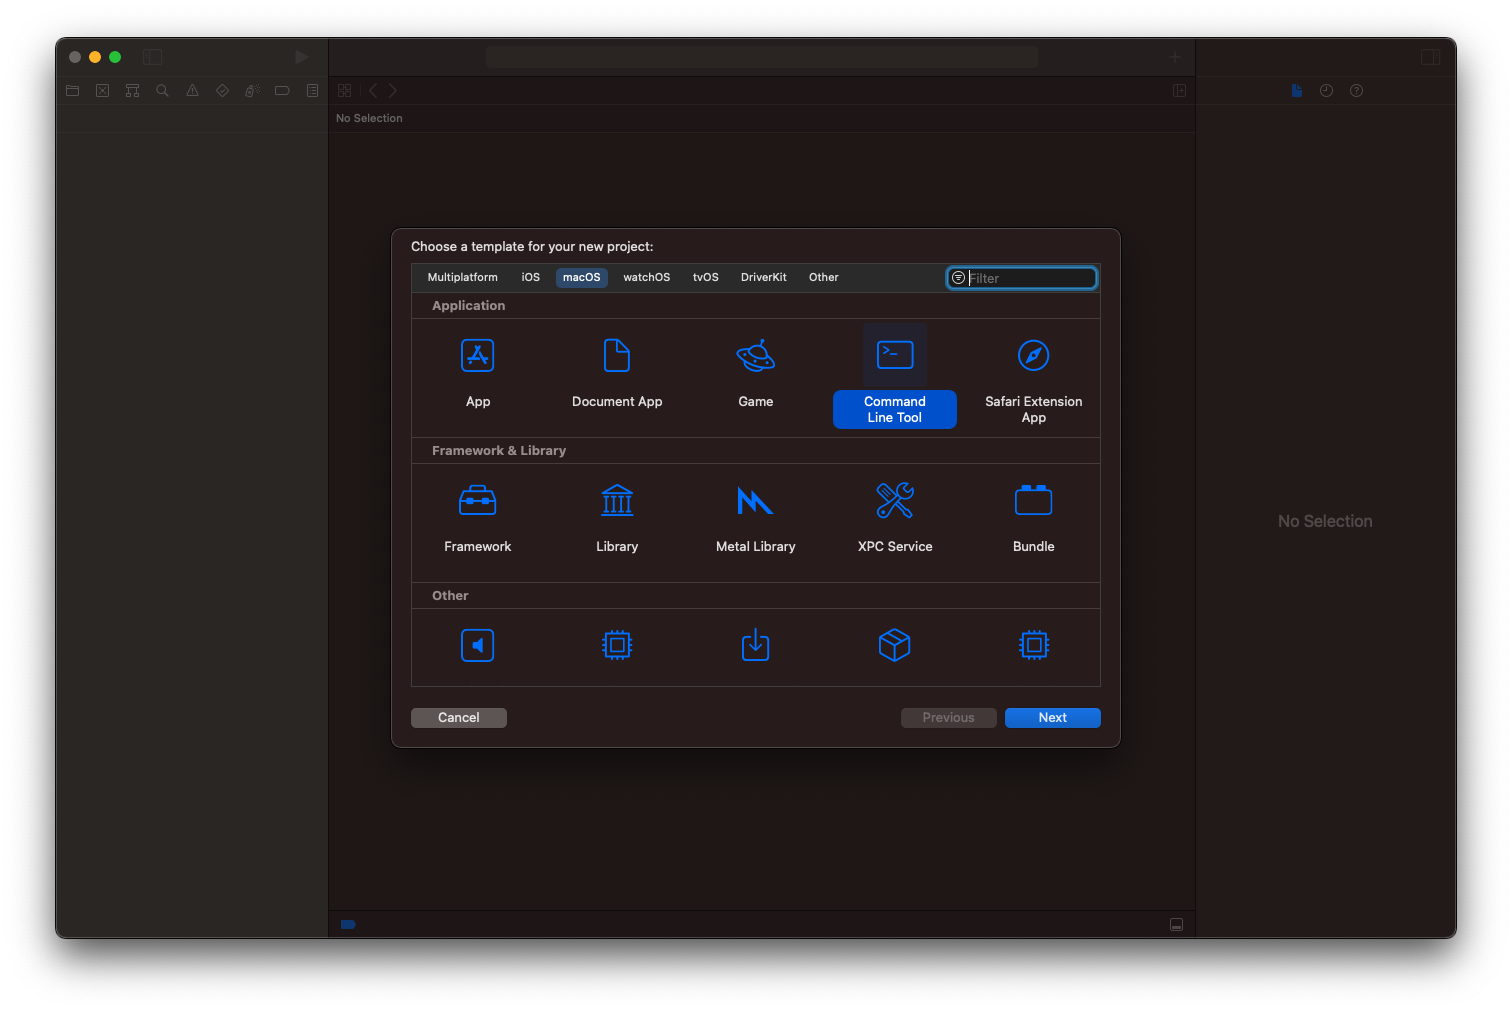 No Selection
Choose a template for your new project:
Multiplatform iOS macOS watchOS tvOS DriverKit Other Filter
Application
App Document App Game Command Line Tool Safari Extension App
Framework & Library
Framework Library Metal Library XPC Service Bundle
Other
Cancel Previous Next
No Selection